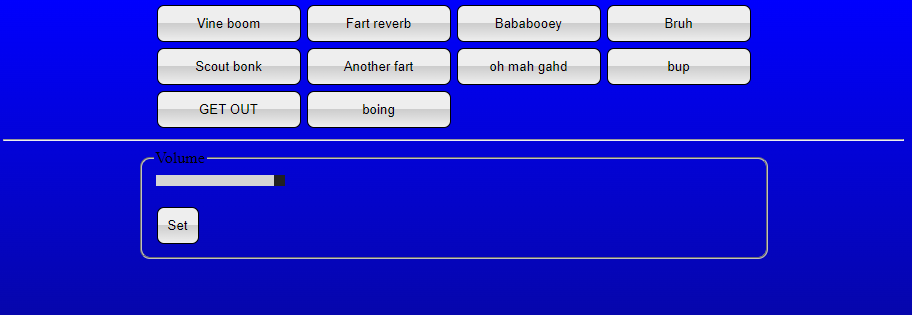 Vine boom Fart reverb Bababooey Bruh
Scout bonk Another fart oh mah gahd bup
GET OUT boing
Volume
Set